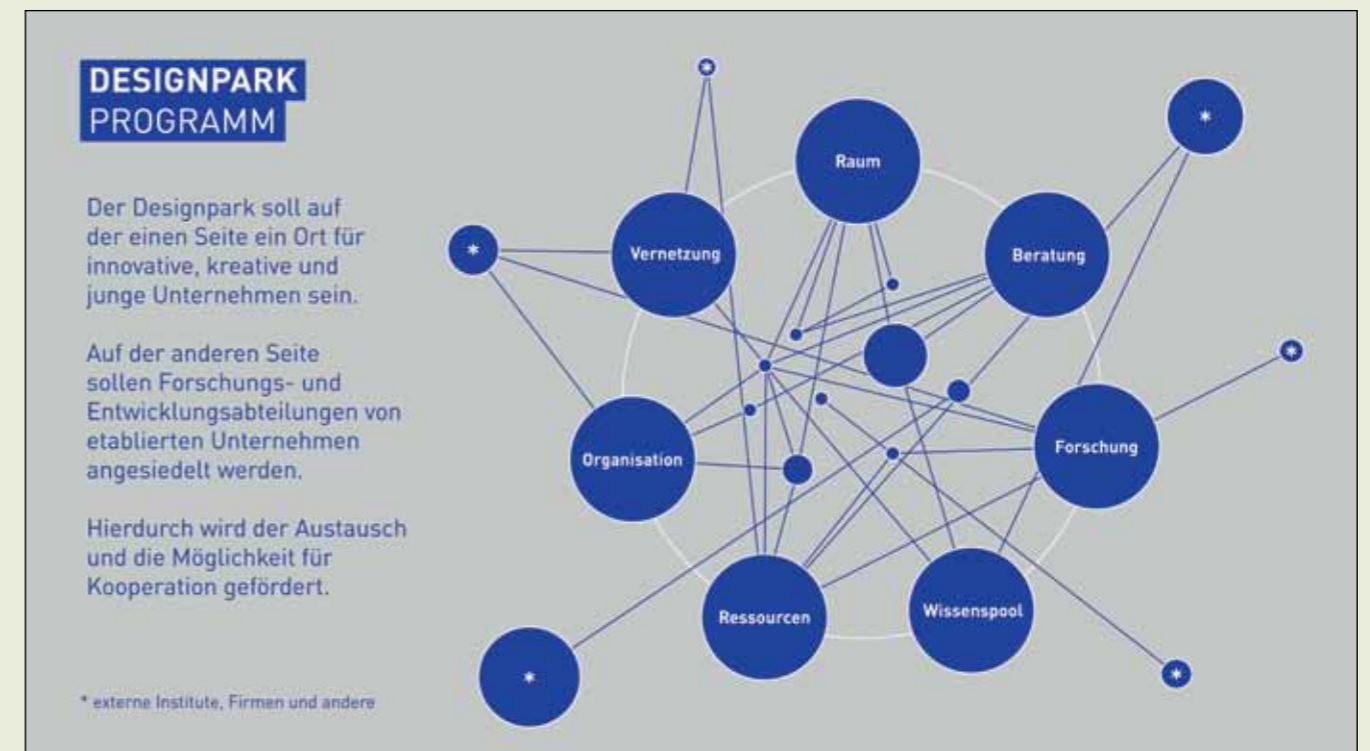 DESIGNPARK
PROGRAMM
Der Designpark soll auf
der einen Seite ein Ort für
innovative, kreative und
junge Unternehmen sein.
Auf der anderen Seite
sollen Forschungs- und
Entwicklungsabteilungen von
etablierten Unternehmen
angesiedelt werden.
Hierdurch wird der Austausch
und die Möglichkeit für
Kooperation gefördert.
* externe Institute, Firmen und andere
*
*
Raum
Vernetzung
Beratung
*
*
Organisation
Forschung
Ressourcen
Wissenspool
*
*